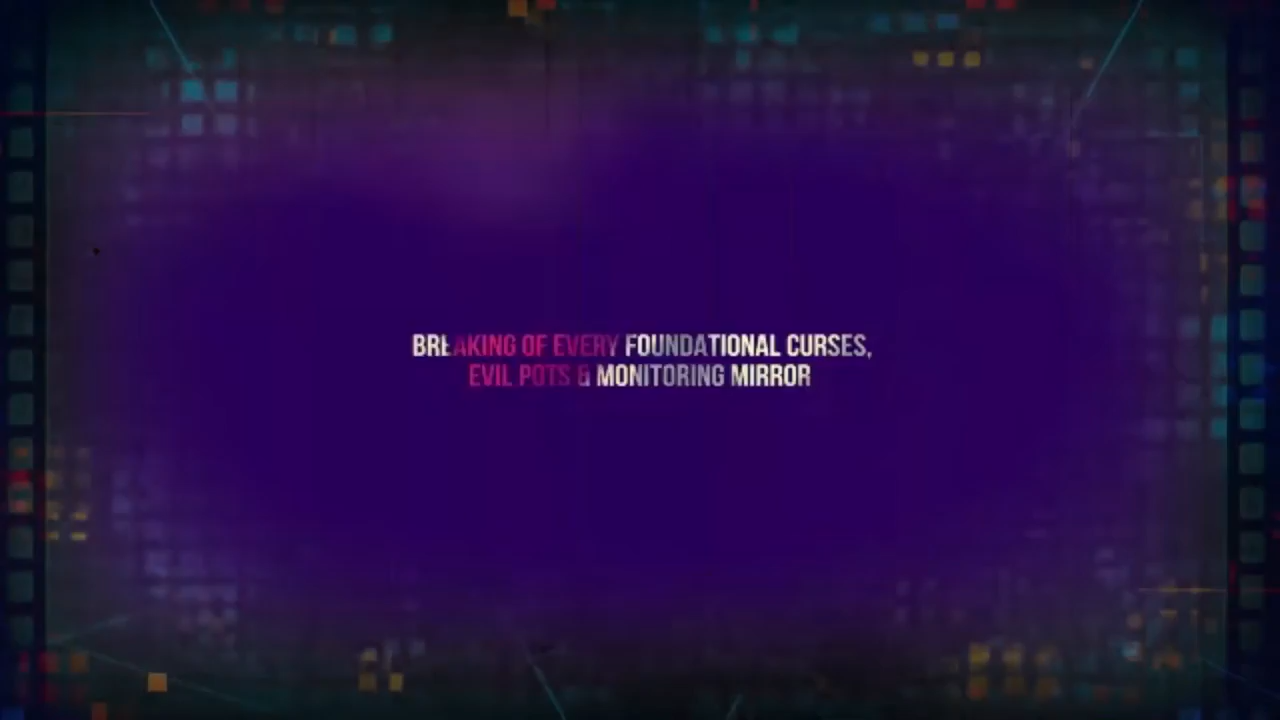 BREAKING OF EVERY FOUNDATIONAL CURSES,
EVIL POTS & MONITORING MIRROR